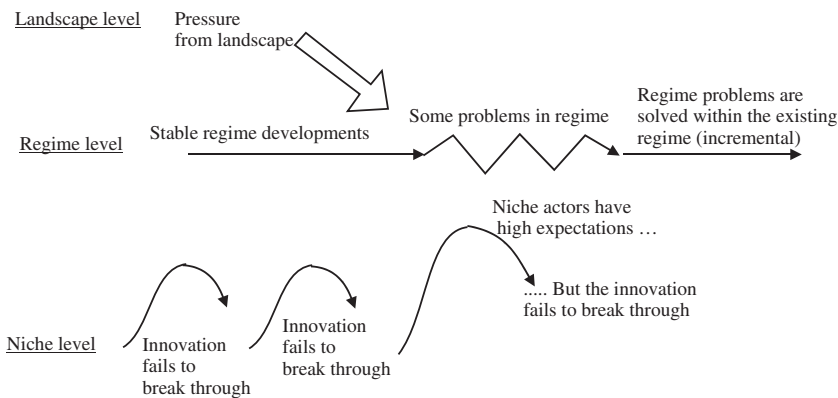 Landscape level
Pressure
from landscape
Regime level
Stable regime developments
Some problems in regime
Regime problems are
solved within the existing
regime (incremental)
Niche actors have
high expectations …
..... But the innovation
fails to break through
Niche level
Innovation
fails to
break through
Innovation
fails to
break through